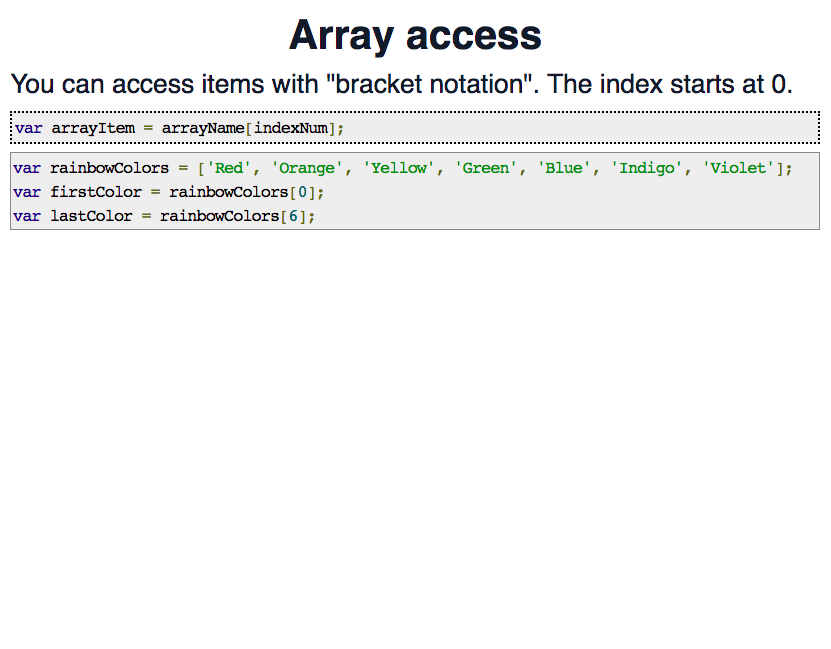 Array access
You can access items with "bracket notation". The index starts at 0.
var arrayItem = arrayName[indexNum];
var rainbowColors = ['Red', 'Orange', 'Yellow', 'Green', 'Blue', 'Indigo', 'Violet'];
var firstColor = rainbowColors[0];
var lastColor = rainbowColors[6];